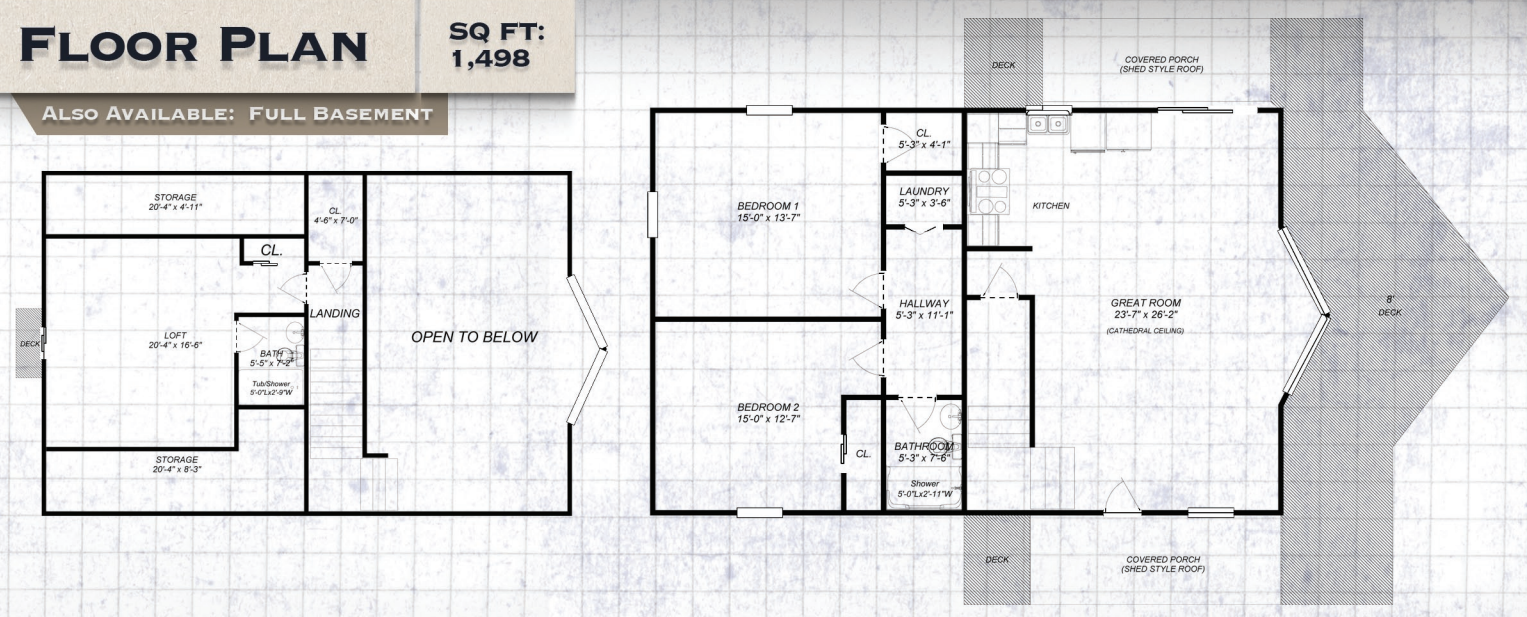 FLOOR PLAN
SQ FT:
1,498
ALSO AVAILABLE: FULL BASEMENT
STORAGE
20'-4" x 4'-11"
CL.
4'-6" x 7'-0"
CL.
LANDING
LOFT
20'-4" x 16'-6"
DECK
BATH
5'-5" x 7'-2"
Tub/Shower
5'-0"Lx2'-9"W
OPEN TO BELOW
STORAGE
20'-4" x 8'-3"
DECK
COVERED PORCH
(SHED STYLE ROOF)
CL.
5'-3" x 4'-1"
LAUNDRY
5'-3" x 3'-6"
BEDROOM 1
15'-0" x 13'-7"
KITCHEN
HALLWAY
5'-3" x 11'-1"
GREAT ROOM
23'-7" x 26'-2"
(CATHEDRAL CEILING)
8'
DECK
BEDROOM 2
15'-0" x 12'-7"
CL.
BATHROOM
5'-3" x 7'-6"
Shower
5'-0"Lx2'-11"W
DECK
COVERED PORCH
(SHED STYLE ROOF)